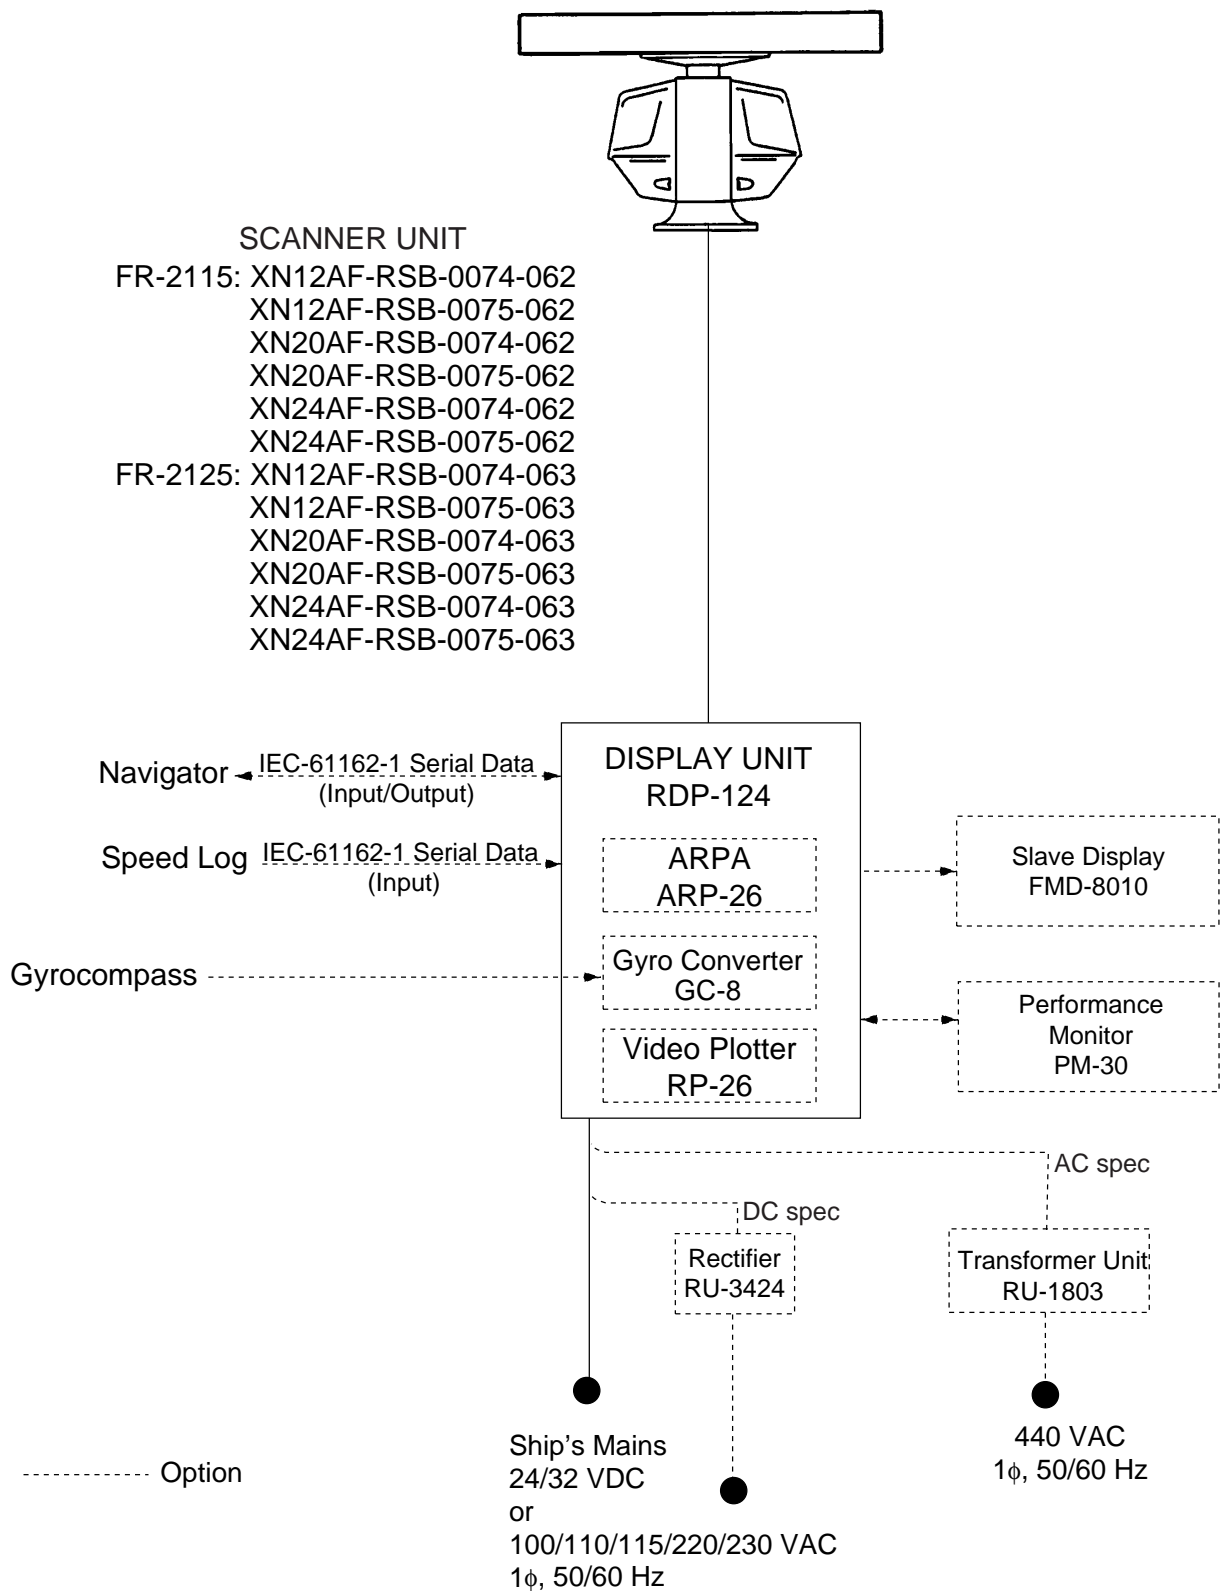 SCANNER UNIT
FR-2115: XN12AF-RSB-0074-062
XN12AF-RSB-0075-062
XN20AF-RSB-0074-062
XN20AF-RSB-0075-062
XN24AF-RSB-0074-062
XN24AF-RSB-0075-062
FR-2125: XN12AF-RSB-0074-063
XN12AF-RSB-0075-063
XN20AF-RSB-0074-063
XN20AF-RSB-0075-063
XN24AF-RSB-0074-063
XN24AF-RSB-0075-063
Navigator
IEC-61162-1 Serial Data
(Input/Output)
Speed Log
IEC-61162-1 Serial Data
(Input)
Gyrocompass
DISPLAY UNIT
RDP-124
ARPA
ARP-26
Gyro Converter
GC-8
Video Plotter
RP-26
Slave Display
FMD-8010
Performance
Monitor
PM-30
AC spec
DC spec
Rectifier
RU-3424
Transformer Unit
RU-1803
Ship's Mains
24/32 VDC
or
100/110/115/220/230 VAC
1ϕ, 50/60 Hz
440 VAC
1ϕ, 50/60 Hz
Option